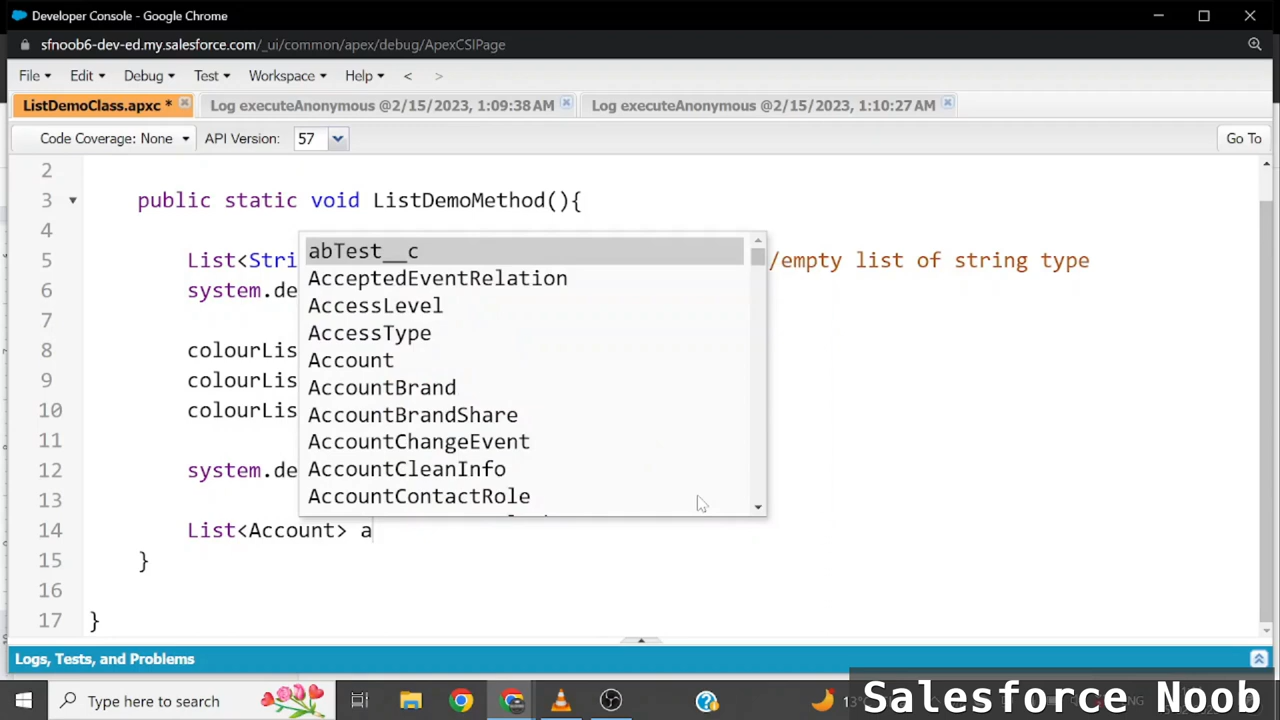 Developer Console - Google Chrome
sfnoob6-dev-ed.my.salesforce.com/_ui/common/apex/debug/ApexCSIPage
File Edit Debug Test Workspace Help < >
ListDemoClass.apxc * Log executeAnonymous @2/15/2023, 1:09:38 AM Log executeAnonymous @2/15/2023, 1:10:27 AM
Code Coverage: None API Version: 57 Go To
2
3 public static void ListDemoMethod(){
4
abTest__c
5 List<Stri /empty list of string type
AcceptedEventRelation
6 system.de
AccessLevel
7
AccessType
8 colourLis
Account
9 colourLis
AccountBrand
10 colourLis
AccountBrandShare
11
AccountChangeEvent
12 system.de
AccountCleanInfo
13
AccountContactRole
14 List<Account> a
15 }
16
17 }
Logs, Tests, and Problems
Type here to search 13° ENG
Salesforce Noob